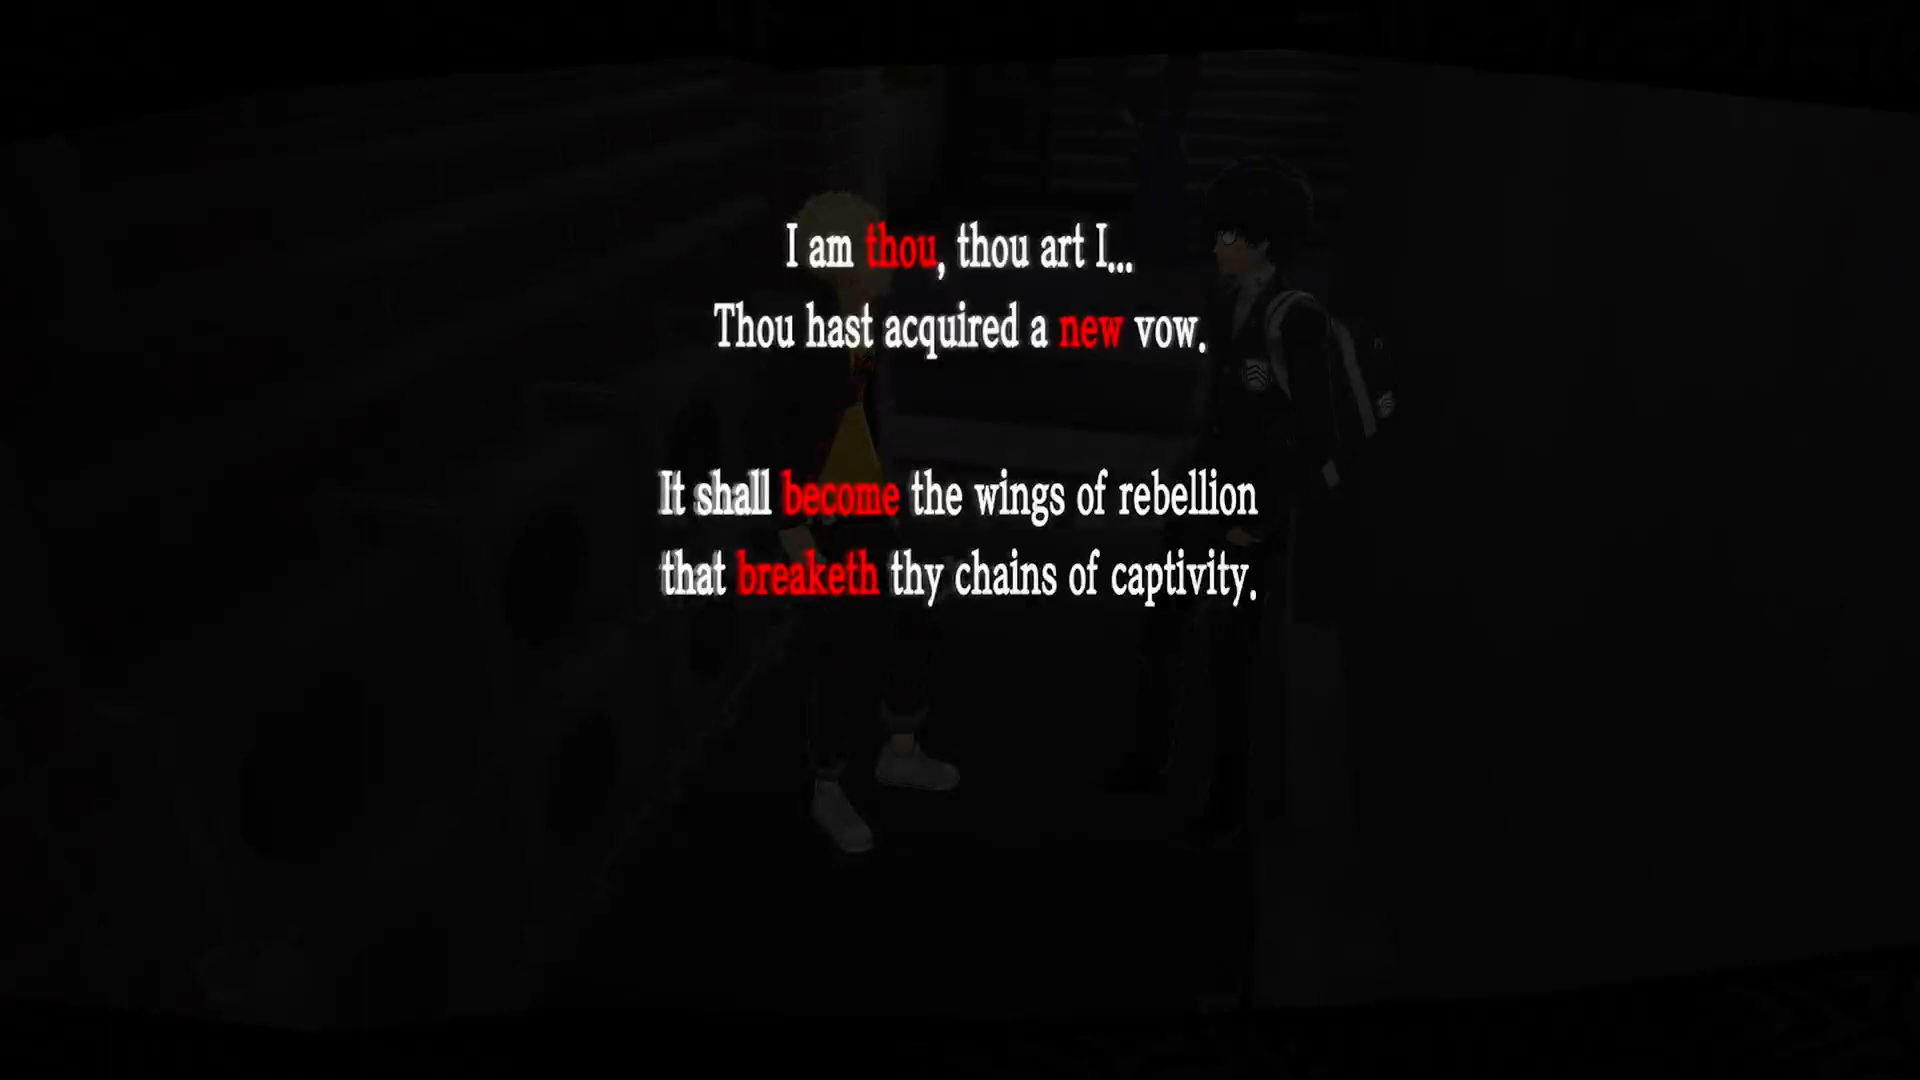 I am thou, thou art I...
Thou hast acquired a new vow.
It shall become the wings of rebellion
that breaketh thy chains of captivity.